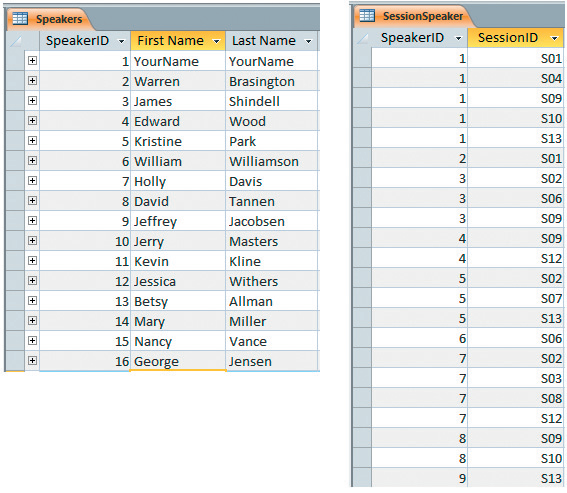 Speakers
SpeakerID First Name Last Name
1 YourName YourName
2 Warren Brasington
3 James Shindell
4 Edward Wood
5 Kristine Park
6 William Williamson
7 Holly Davis
8 David Tannen
9 Jeffrey Jacobsen
10 Jerry Masters
11 Kevin Kline
12 Jessica Withers
13 Betsy Allman
14 Mary Miller
15 Nancy Vance
16 George Jensen
SessionSpeaker
SpeakerID SessionID
1 S01
1 S04
1 S09
1 S10
1 S13
2 S01
3 S02
3 S06
3 S09
4 S09
4 S12
5 S02
5 S07
5 S13
6 S06
7 S02
7 S03
7 S08
7 S12
8 S09
8 S10
9 S13